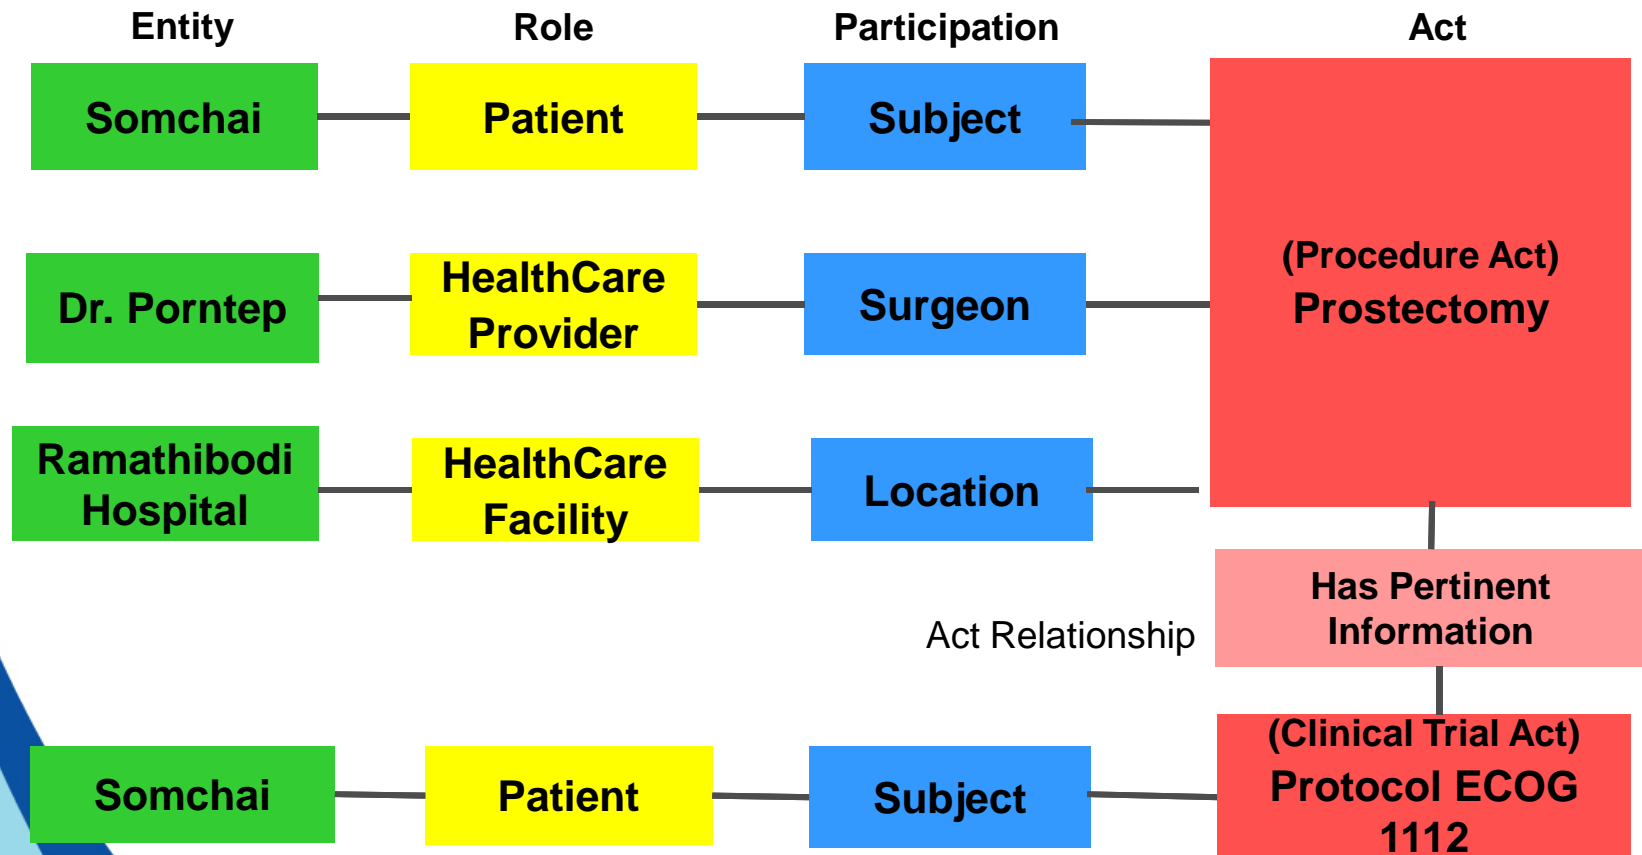 Entity
Role
Participation
Act
Somchai
Patient
Subject
Dr. Porntep
HealthCare
Provider
Surgeon
(Procedure Act)
Prostectomy
Ramathibodi
Hospital
HealthCare
Facility
Location
Has Pertinent
Information
Act Relationship
Somchai
Patient
Subject
(Clinical Trial Act)
Protocol ECOG
1112